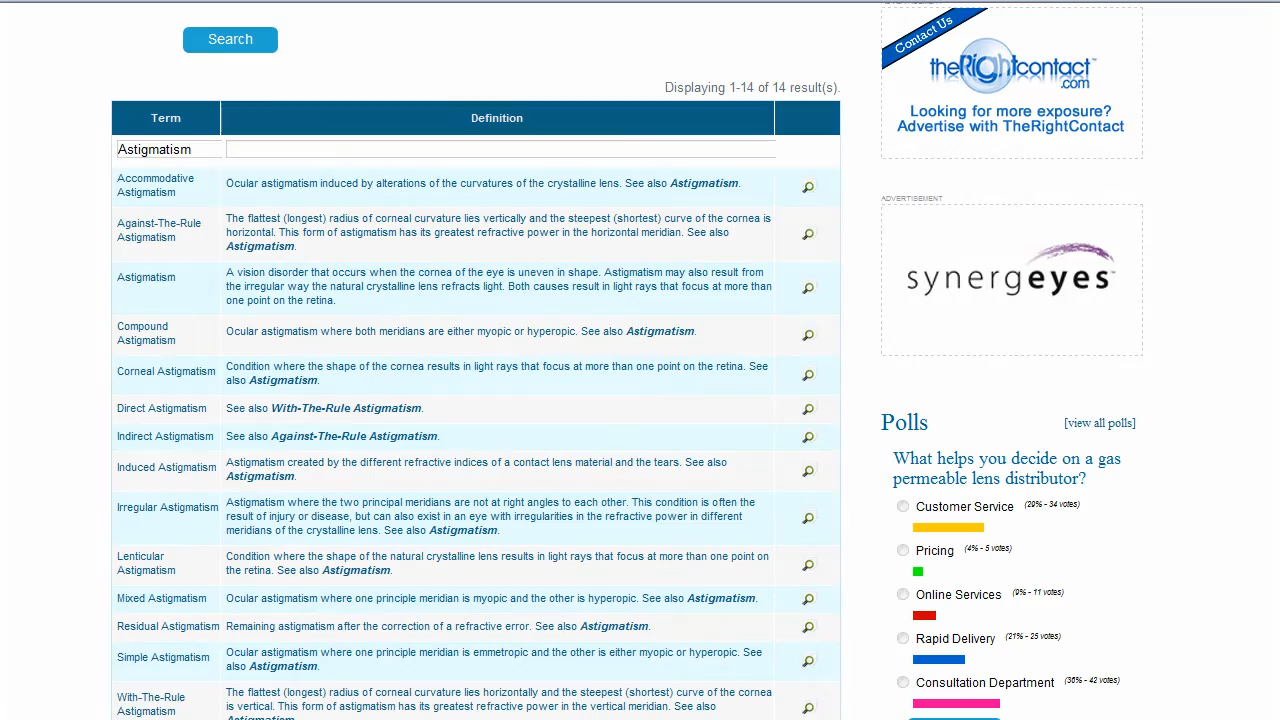 Search
Displaying 1-14 of 14 result(s).
Term
Definition
Astigmatism
Accommodative
Astigmatism
Ocular astigmatism induced by alterations of the curvatures of the crystalline lens. See also Astigmatism.
Against-The-Rule
Astigmatism
The flattest (longest) radius of corneal curvature lies vertically and the steepest (shortest) curve of the cornea is
horizontal. This form of astigmatism has its greatest refractive power in the horizontal meridian. See also
Astigmatism.
Astigmatism
A vision disorder that occurs when the cornea of the eye is uneven in shape. Astigmatism may also result from
the irregular way the natural crystalline lens refracts light. Both causes result in light rays that focus at more than
one point on the retina.
Compound
Astigmatism
Ocular astigmatism where both meridians are either myopic or hyperopic. See also Astigmatism.
Corneal Astigmatism
Condition where the shape of the cornea results in light rays that focus at more than one point on the retina. See
also Astigmatism.
Direct Astigmatism
See also With-The-Rule Astigmatism.
Indirect Astigmatism
See also Against-The-Rule Astigmatism.
Induced Astigmatism
Astigmatism created by the different refractive indices of a contact lens material and the tears. See also
Astigmatism.
Irregular Astigmatism
Astigmatism where the two principal meridians are not at right angles to each other. This condition is often the
result of injury or disease, but can also exist in an eye with irregularities in the refractive power in different
meridians of the crystalline lens. See also Astigmatism.
Lenticular
Astigmatism
Condition where the shape of the natural crystalline lens results in light rays that focus at more than one point on
the retina. See also Astigmatism.
Mixed Astigmatism
Ocular astigmatism where one principle meridian is myopic and the other is hyperopic. See also Astigmatism.
Residual Astigmatism
Remaining astigmatism after the correction of a refractive error. See also Astigmatism.
Simple Astigmatism
Ocular astigmatism where one principle meridian is emmetropic and the other is either myopic or hyperopic. See
also Astigmatism.
With-The-Rule
Astigmatism
The flattest (longest) radius of corneal curvature lies horizontally and the steepest (shortest) curve of the cornea
is vertical. This form of astigmatism has its greatest refractive power in the vertical meridian. See also
Astigmatism.
Contact Us
theRightcontact™
.com
Looking for more exposure?
Advertise with TheRightContact
ADVERTISEMENT
synergeyes™
Polls
[view all polls]
What helps you decide on a gas
permeable lens distributor?
Customer Service (29% - 34 votes)
Pricing (4% - 5 votes)
Online Services (9% - 11 votes)
Rapid Delivery (21% - 25 votes)
Consultation Department (36% - 42 votes)